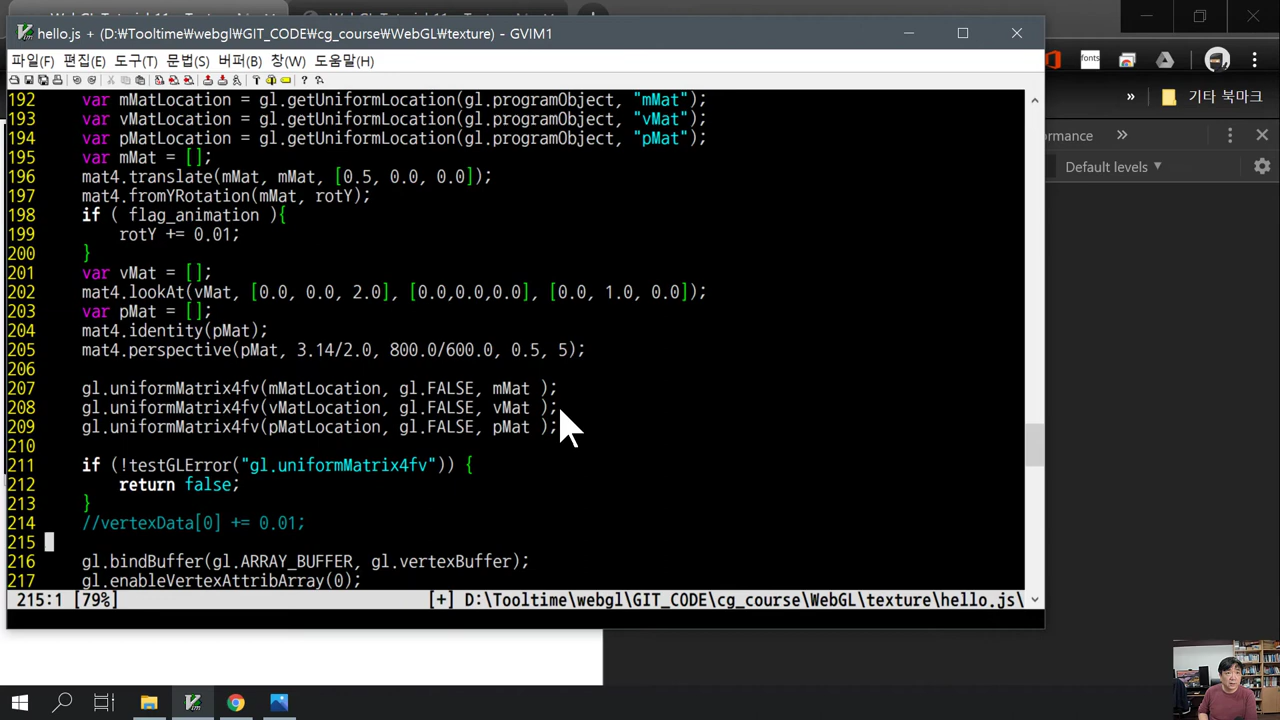 hello.js + (D:₩Tooltime₩webgl₩GIT_CODE₩cg_course₩WebGL₩texture) - GVIM1
파일(F) 편집(E) 도구(T) 문법(S) 버퍼(B) 창(W) 도움말(H)
192 var mMatLocation = gl.getUniformLocation(gl.programObject, "mMat");
193 var vMatLocation = gl.getUniformLocation(gl.programObject, "vMat");
194 var pMatLocation = gl.getUniformLocation(gl.programObject, "pMat");
195 var mMat = [];
196 mat4.translate(mMat, mMat, [0.5, 0.0, 0.0]);
197 mat4.fromYRotation(mMat, rotY);
198 if ( flag_animation ){
199 rotY += 0.01;
200 }
201 var vMat = [];
202 mat4.lookAt(vMat, [0.0, 0.0, 2.0], [0.0,0.0,0.0], [0.0, 1.0, 0.0]);
203 var pMat = [];
204 mat4.identity(pMat);
205 mat4.perspective(pMat, 3.14/2.0, 800.0/600.0, 0.5, 5);
206
207 gl.uniformMatrix4fv(mMatLocation, gl.FALSE, mMat );
208 gl.uniformMatrix4fv(vMatLocation, gl.FALSE, vMat );
209 gl.uniformMatrix4fv(pMatLocation, gl.FALSE, pMat );
210
211 if (!testGLError("gl.uniformMatrix4fv")) {
212 return false;
213 }
214 //vertexData[0] += 0.01;
215
216 gl.bindBuffer(gl.ARRAY_BUFFER, gl.vertexBuffer);
217 gl.enableVertexAttribArray(0);
215:1 [79%] [+] D:\Tooltime\webgl\GIT_CODE\cg_course\WebGL\texture\hello.js\
fonts
» 기타 북마크
ormance »
Default levels